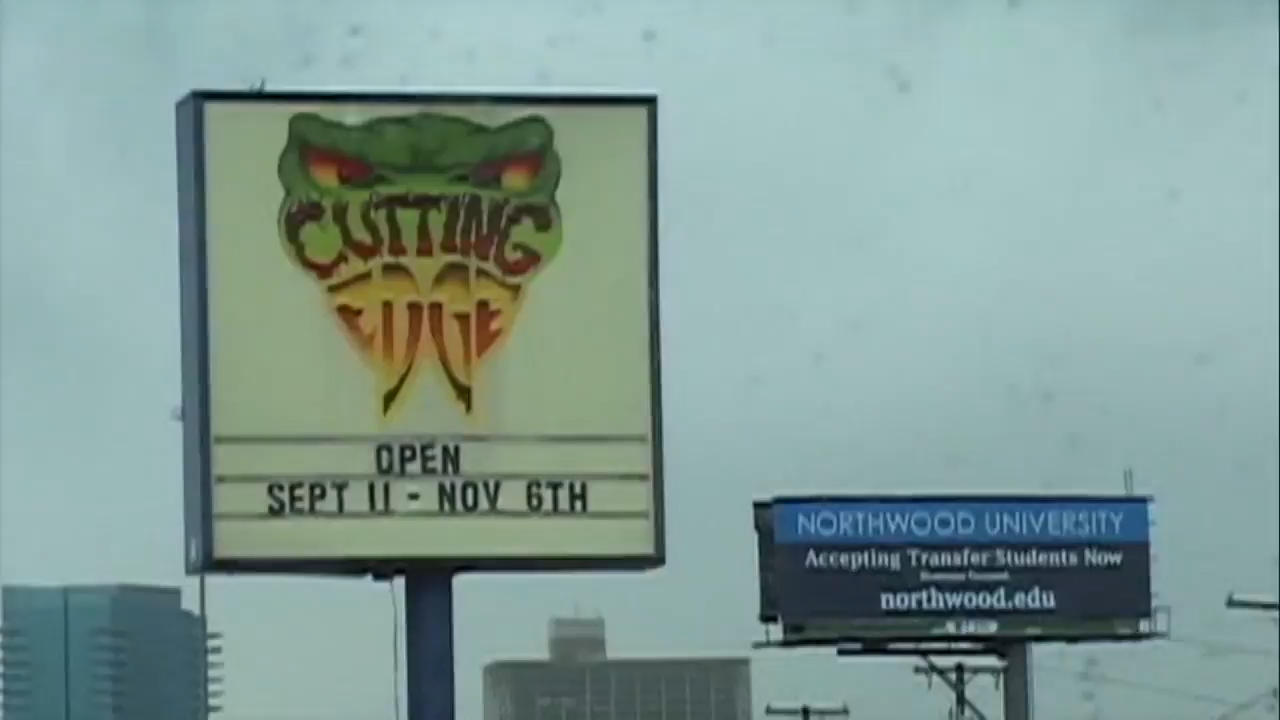 CUTTING
EDGE
OPEN
SEPT 11 - NOV 6TH
NORTHWOOD UNIVERSITY
Accepting Transfer Students Now
northwood.edu